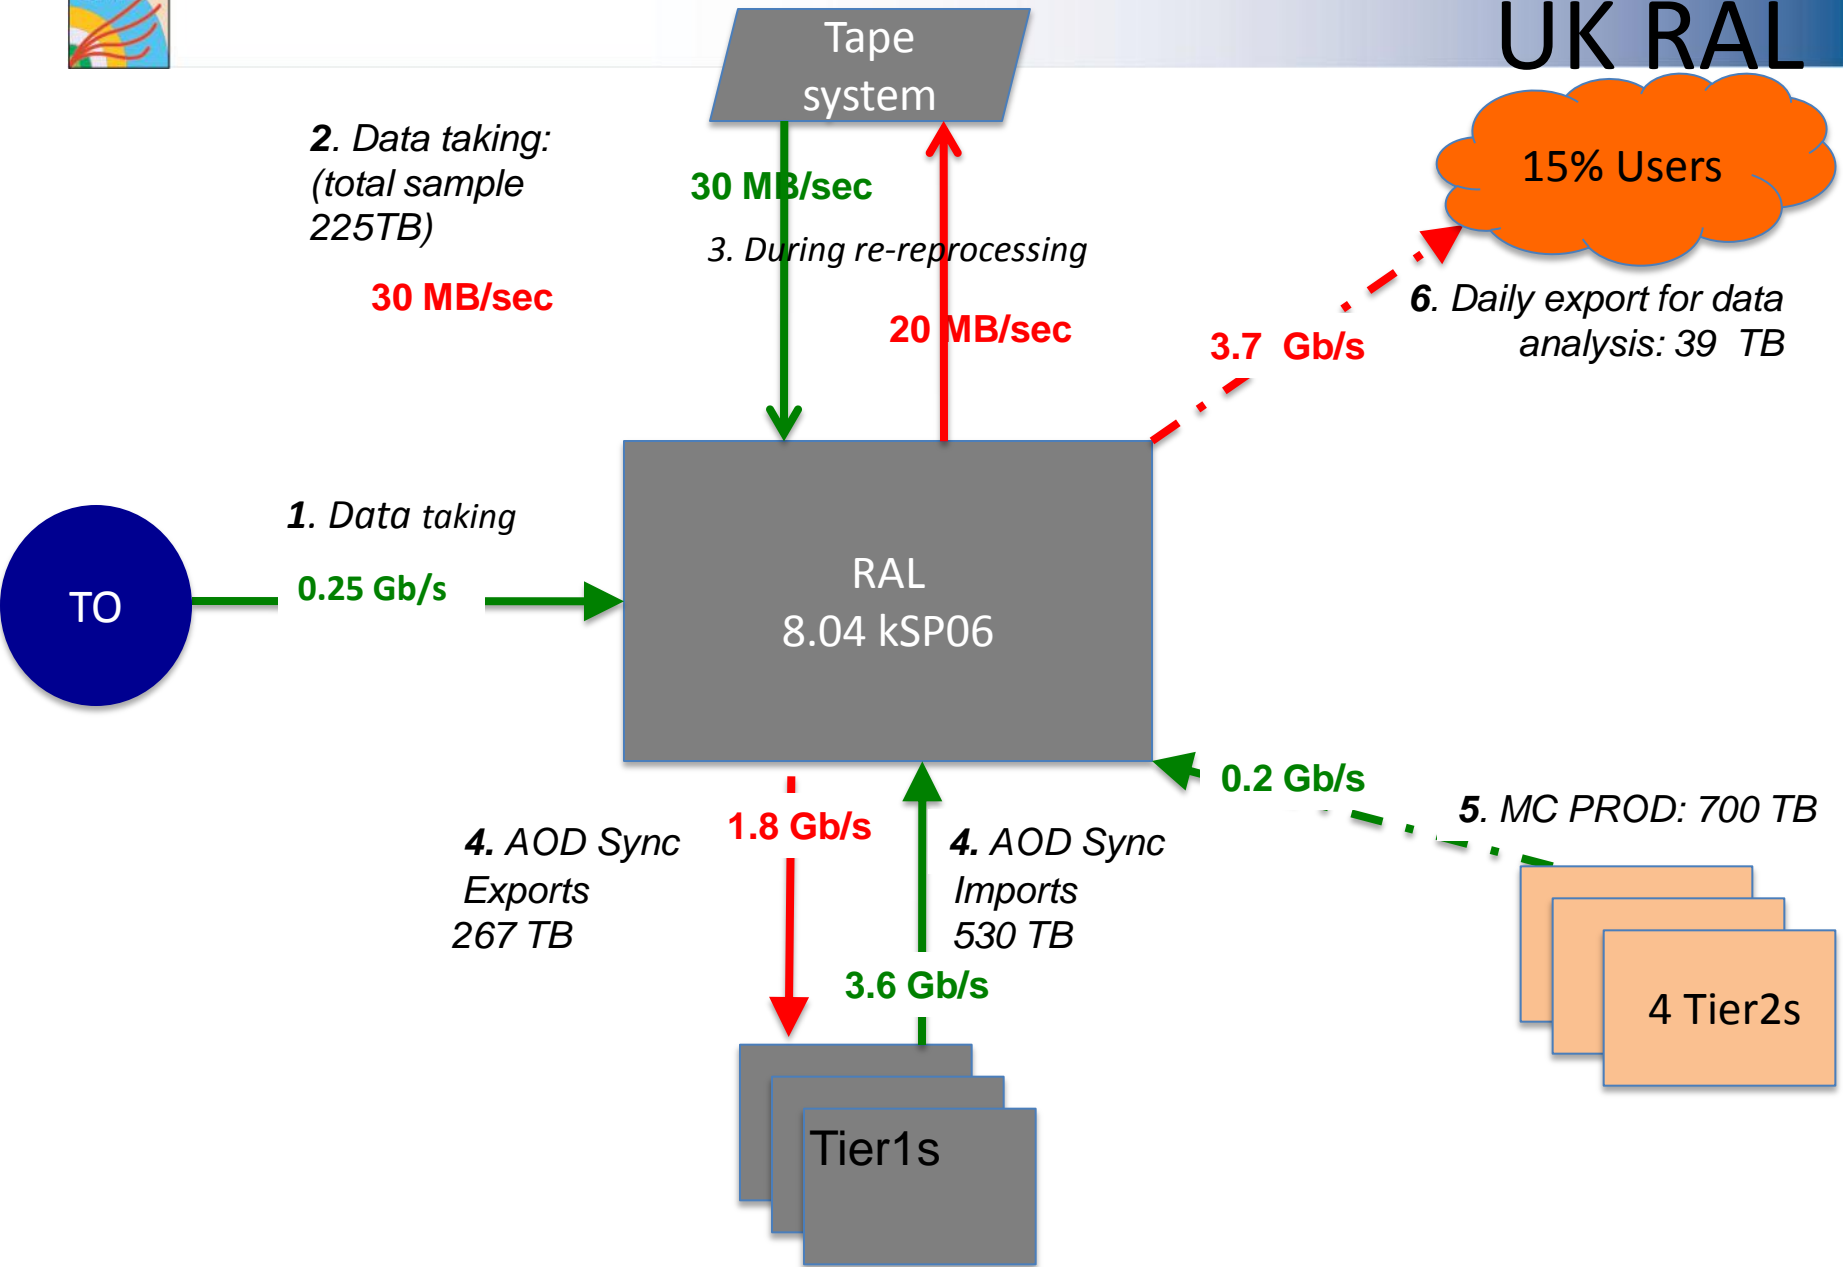 UK RAL
Tape
system
2. Data taking:
(total sample
225TB)
30 MB/sec
30 MB/sec
3. During re-reprocessing
20 MB/sec
15% Users
3.7 Gb/s
6. Daily export for data
analysis: 39 TB
1. Data taking
0.25 Gb/s
TO
RAL
8.04 kSP06
0.2 Gb/s
5. MC PROD: 700 TB
4. AOD Sync
Exports
267 TB
1.8 Gb/s
4. AOD Sync
Imports
530 TB
3.6 Gb/s
4 Tier2s
Tier1s